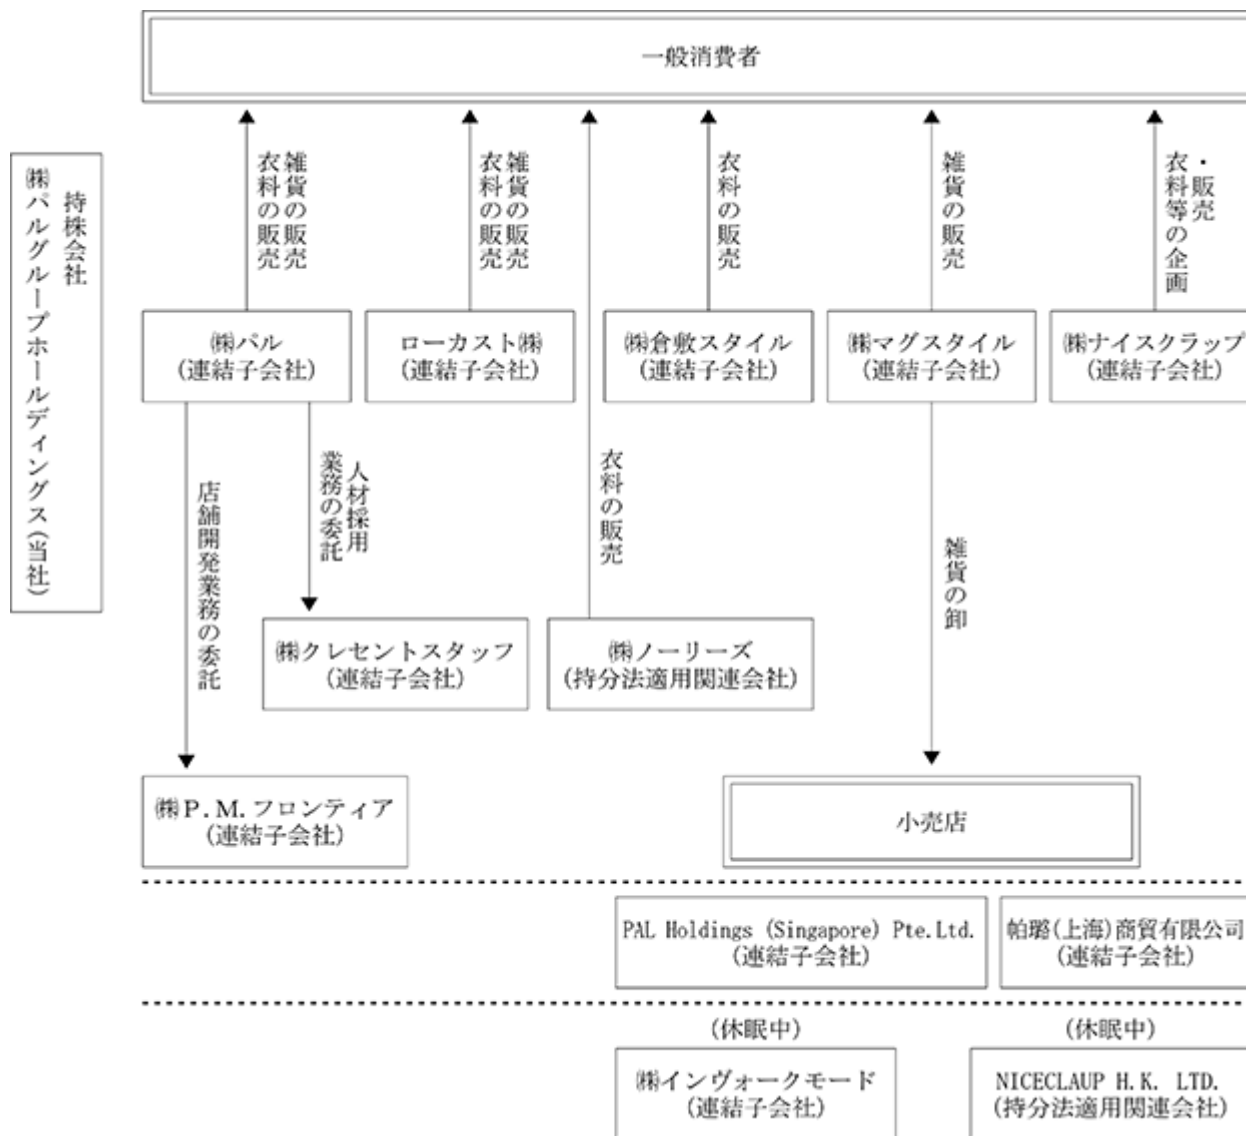 一般消費者
持株会社
㈱パルグループホールディングス(当社)
雑貨の販売
衣料の販売
雑貨の販売
衣料の販売
衣料の販売
雑貨の販売
・販売
衣料等の企画
㈱パル
(連結子会社)
ローカスト㈱
(連結子会社)
㈱倉敷スタイル
(連結子会社)
㈱マグスタイル
(連結子会社)
㈱ナイスクラップ
(連結子会社)
店舗開発業務の委託
人材採用
業務の委託
衣料の販売
雑貨の卸
㈱クレセントスタッフ
(連結子会社)
㈱ノーリーズ
(持分法適用関連会社)
㈱P.M.フロンティア
(連結子会社)
小売店
PAL Holdings (Singapore) Pte.Ltd.
(連結子会社)
帕璐(上海)商貿有限公司
(連結子会社)
(休眠中)
㈱インヴォークモード
(連結子会社)
(休眠中)
NICECLAUP H.K. LTD.
(持分法適用関連会社)